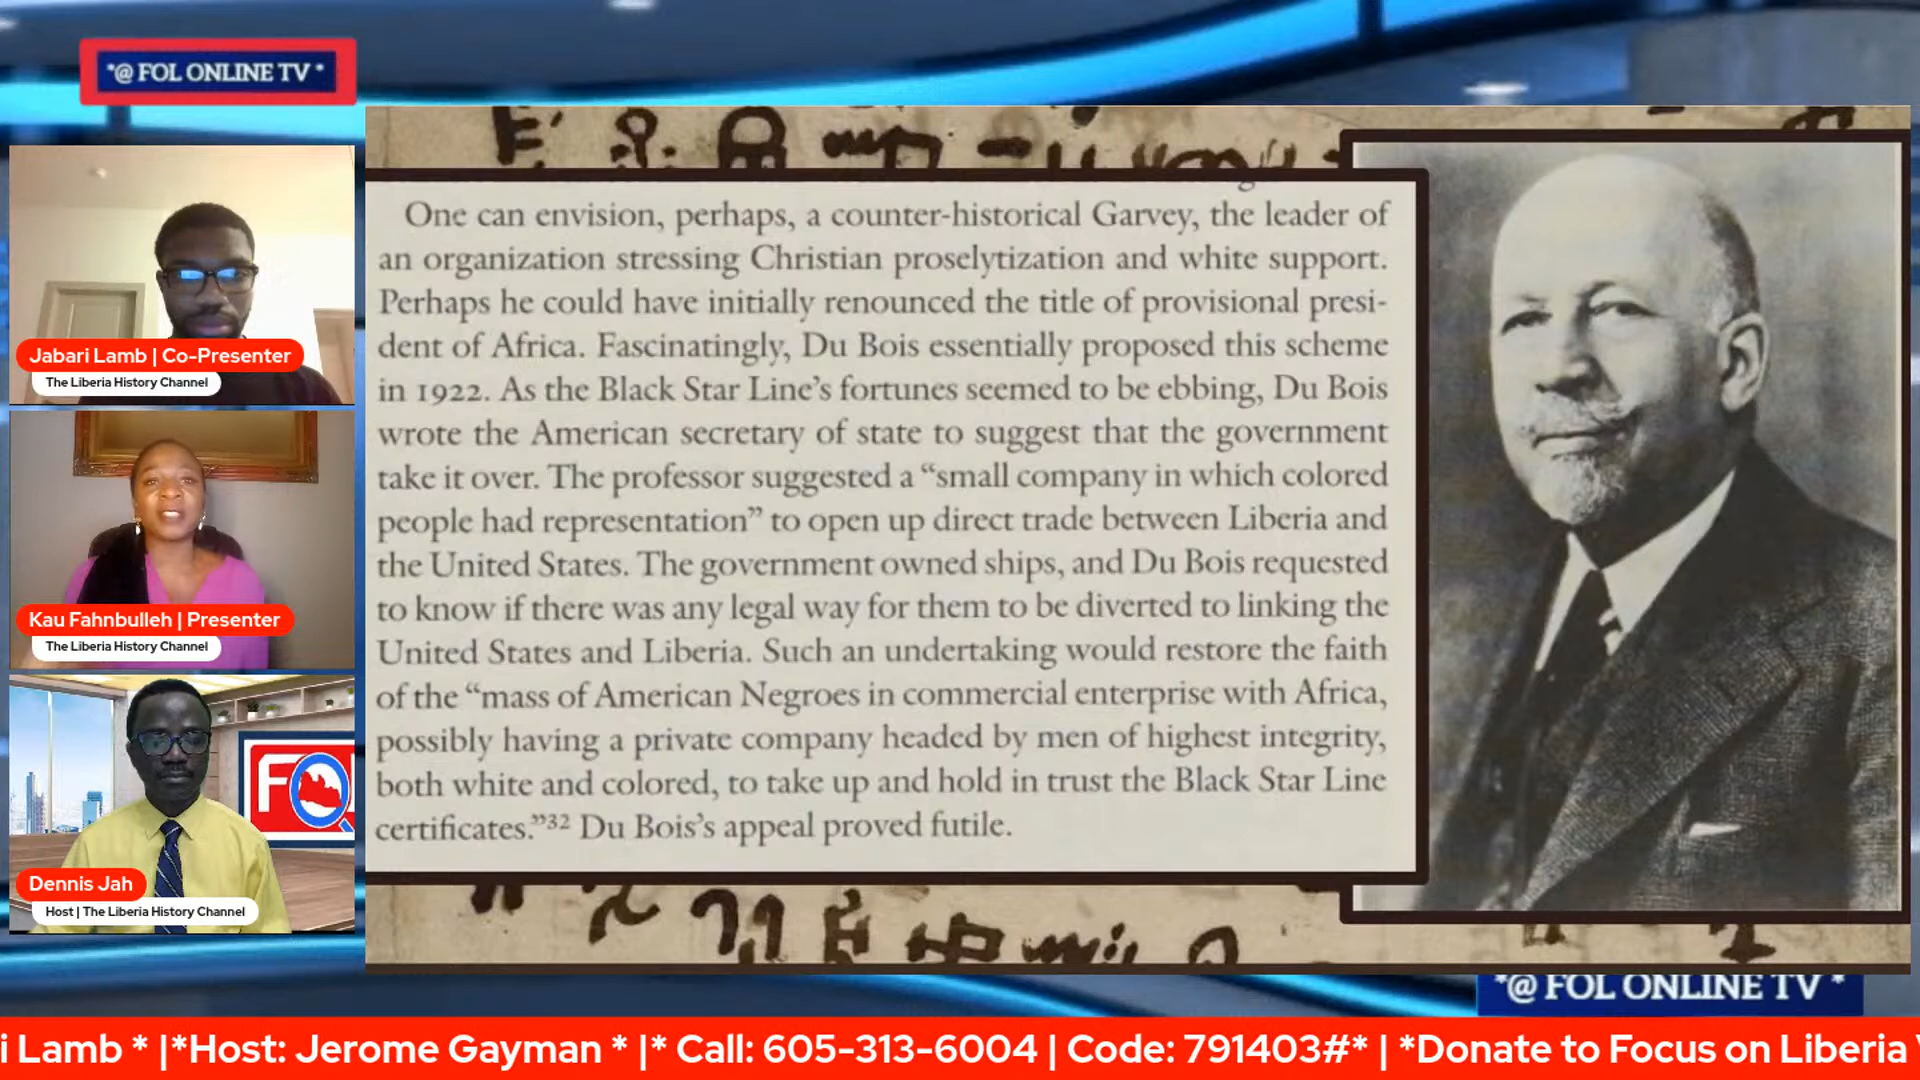 *@ FOL ONLINE TV *
Jabari Lamb | Co-Presenter
The Liberia History Channel
Kau Fahnbulleh | Presenter
The Liberia History Channel
Dennis Jah
Host | The Liberia History Channel
One can envision, perhaps, a counter-historical Garvey, the leader of
an organization stressing Christian proselytization and white support.
Perhaps he could have initially renounced the title of provisional presi-
dent of Africa. Fascinatingly, Du Bois essentially proposed this scheme
in 1922. As the Black Star Line's fortunes seemed to be ebbing, Du Bois
wrote the American secretary of state to suggest that the government
take it over. The professor suggested a “small company in which colored
people had representation” to open up direct trade between Liberia and
the United States. The government owned ships, and Du Bois requested
to know if there was any legal way for them to be diverted to linking the
United States and Liberia. Such an undertaking would restore the faith
of the “mass of American Negroes in commercial enterprise with Africa,
possibly having a private company headed by men of highest integrity,
both white and colored, to take up and hold in trust the Black Star Line
certificates.”32 Du Bois's appeal proved futile.
*@ FOL ONLINE TV *
i Lamb * |*Host: Jerome Gayman * |* Call: 605-313-6004 | Code: 791403#* | *Donate to Focus on Liberia